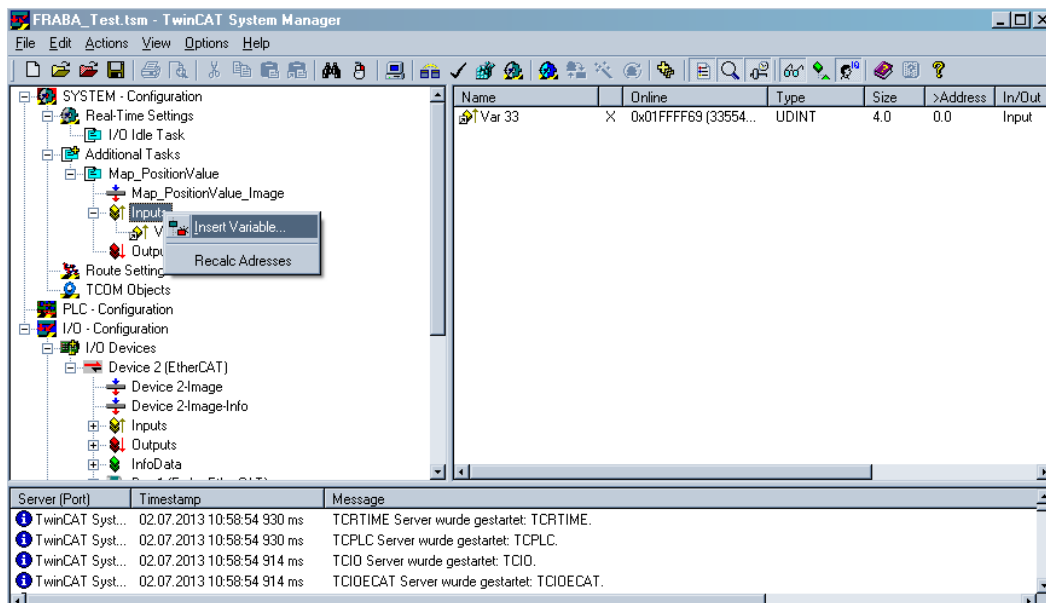 FRABA_Test.tsm - TwinCAT System Manager
File Edit Actions View Options Help
SYSTEM - Configuration
Real-Time Settings
I/O Idle Task
Additional Tasks
Map_PositionValue
Map_PositionValue_Image
Inputs
V
Outpu
Route Setting
TCOM Objects
PLC - Configuration
I/O - Configuration
I/O Devices
Device 2 (EtherCAT)
Device 2-Image
Device 2-Image-Info
Inputs
Outputs
InfoData
Insert Variable...
Recalc Adresses
Name Online Type Size >Address In/Out
Var 33 X 0x01FFFF69 (33554... UDINT 4.0 0.0 Input
Server (Port) Timestamp Message
TwinCAT Syst... 02.07.2013 10:58:54 930 ms TCRTIME Server wurde gestartet: TCRTIME.
TwinCAT Syst... 02.07.2013 10:58:54 930 ms TCPLC Server wurde gestartet: TCPLC.
TwinCAT Syst... 02.07.2013 10:58:54 914 ms TCIO Server wurde gestartet: TCIO.
TwinCAT Syst... 02.07.2013 10:58:54 914 ms TCIOECAT Server wurde gestartet: TCIOECAT.